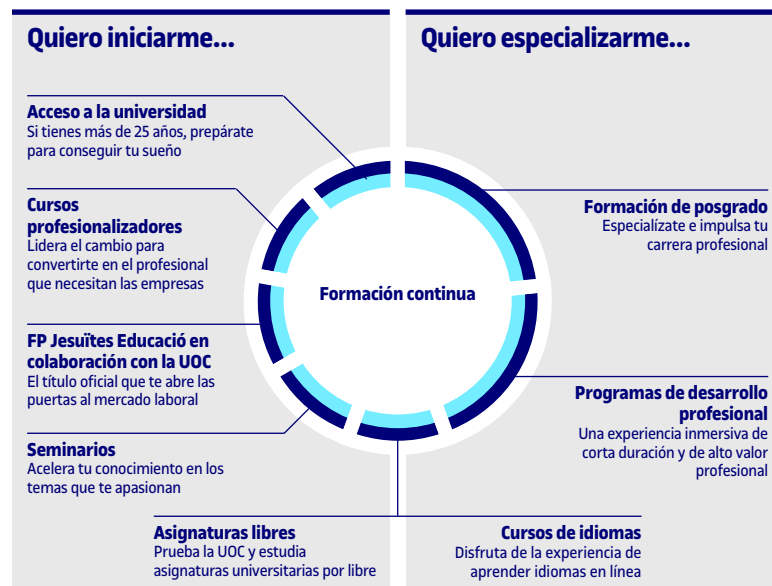 Quiero iniciarme...
Acceso a la universidad
Si tienes más de 25 años, prepárate
para conseguir tu sueño
Cursos
profesionalizadores
Lidera el cambio para
convertirte en el profesional
que necesitan las empresas
FP Jesuïtes Educació en
colaboración con la UOC
El título oficial que te abre las
puertas al mercado laboral
Seminarios
Acelera tu conocimiento en los
temas que te apasionan
Asignaturas libres
Prueba la UOC y estudia
asignaturas universitarias por libre
Formación continua
Quiero especializarme...
Formación de posgrado
Especialízate e impulsa tu
carrera profesional
Programas de desarrollo
profesional
Una experiencia inmersiva de
corta duración y de alto valor
profesional
Cursos de idiomas
Disfruta de la experiencia de
aprender idiomas en línea